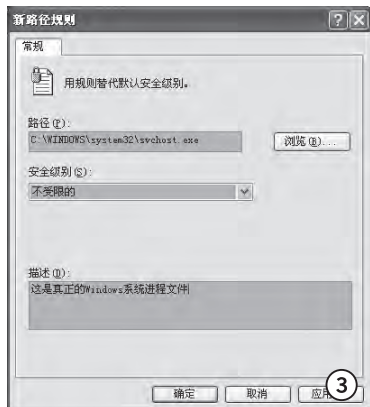 新路径规则
常规
用规则替代默认安全级别。
路径(P):
C:\WINDOWS\system32\svchost.exe
浏览(B)...
安全级别(S):
不受限的
描述(D):
这是真正的Windows系统进程文件
确定
取消
应用
3